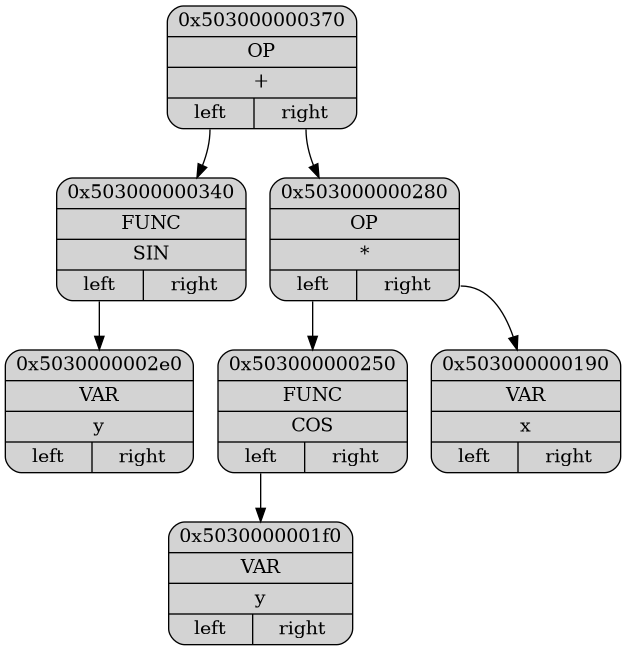 0x503000000370
OP
+
left right
0x503000000340
FUNC
SIN
left right
0x503000000280
OP
*
left right
0x5030000002e0
VAR
y
left right
0x503000000250
FUNC
COS
left right
0x503000000190
VAR
x
left right
0x5030000001f0
VAR
y
left right